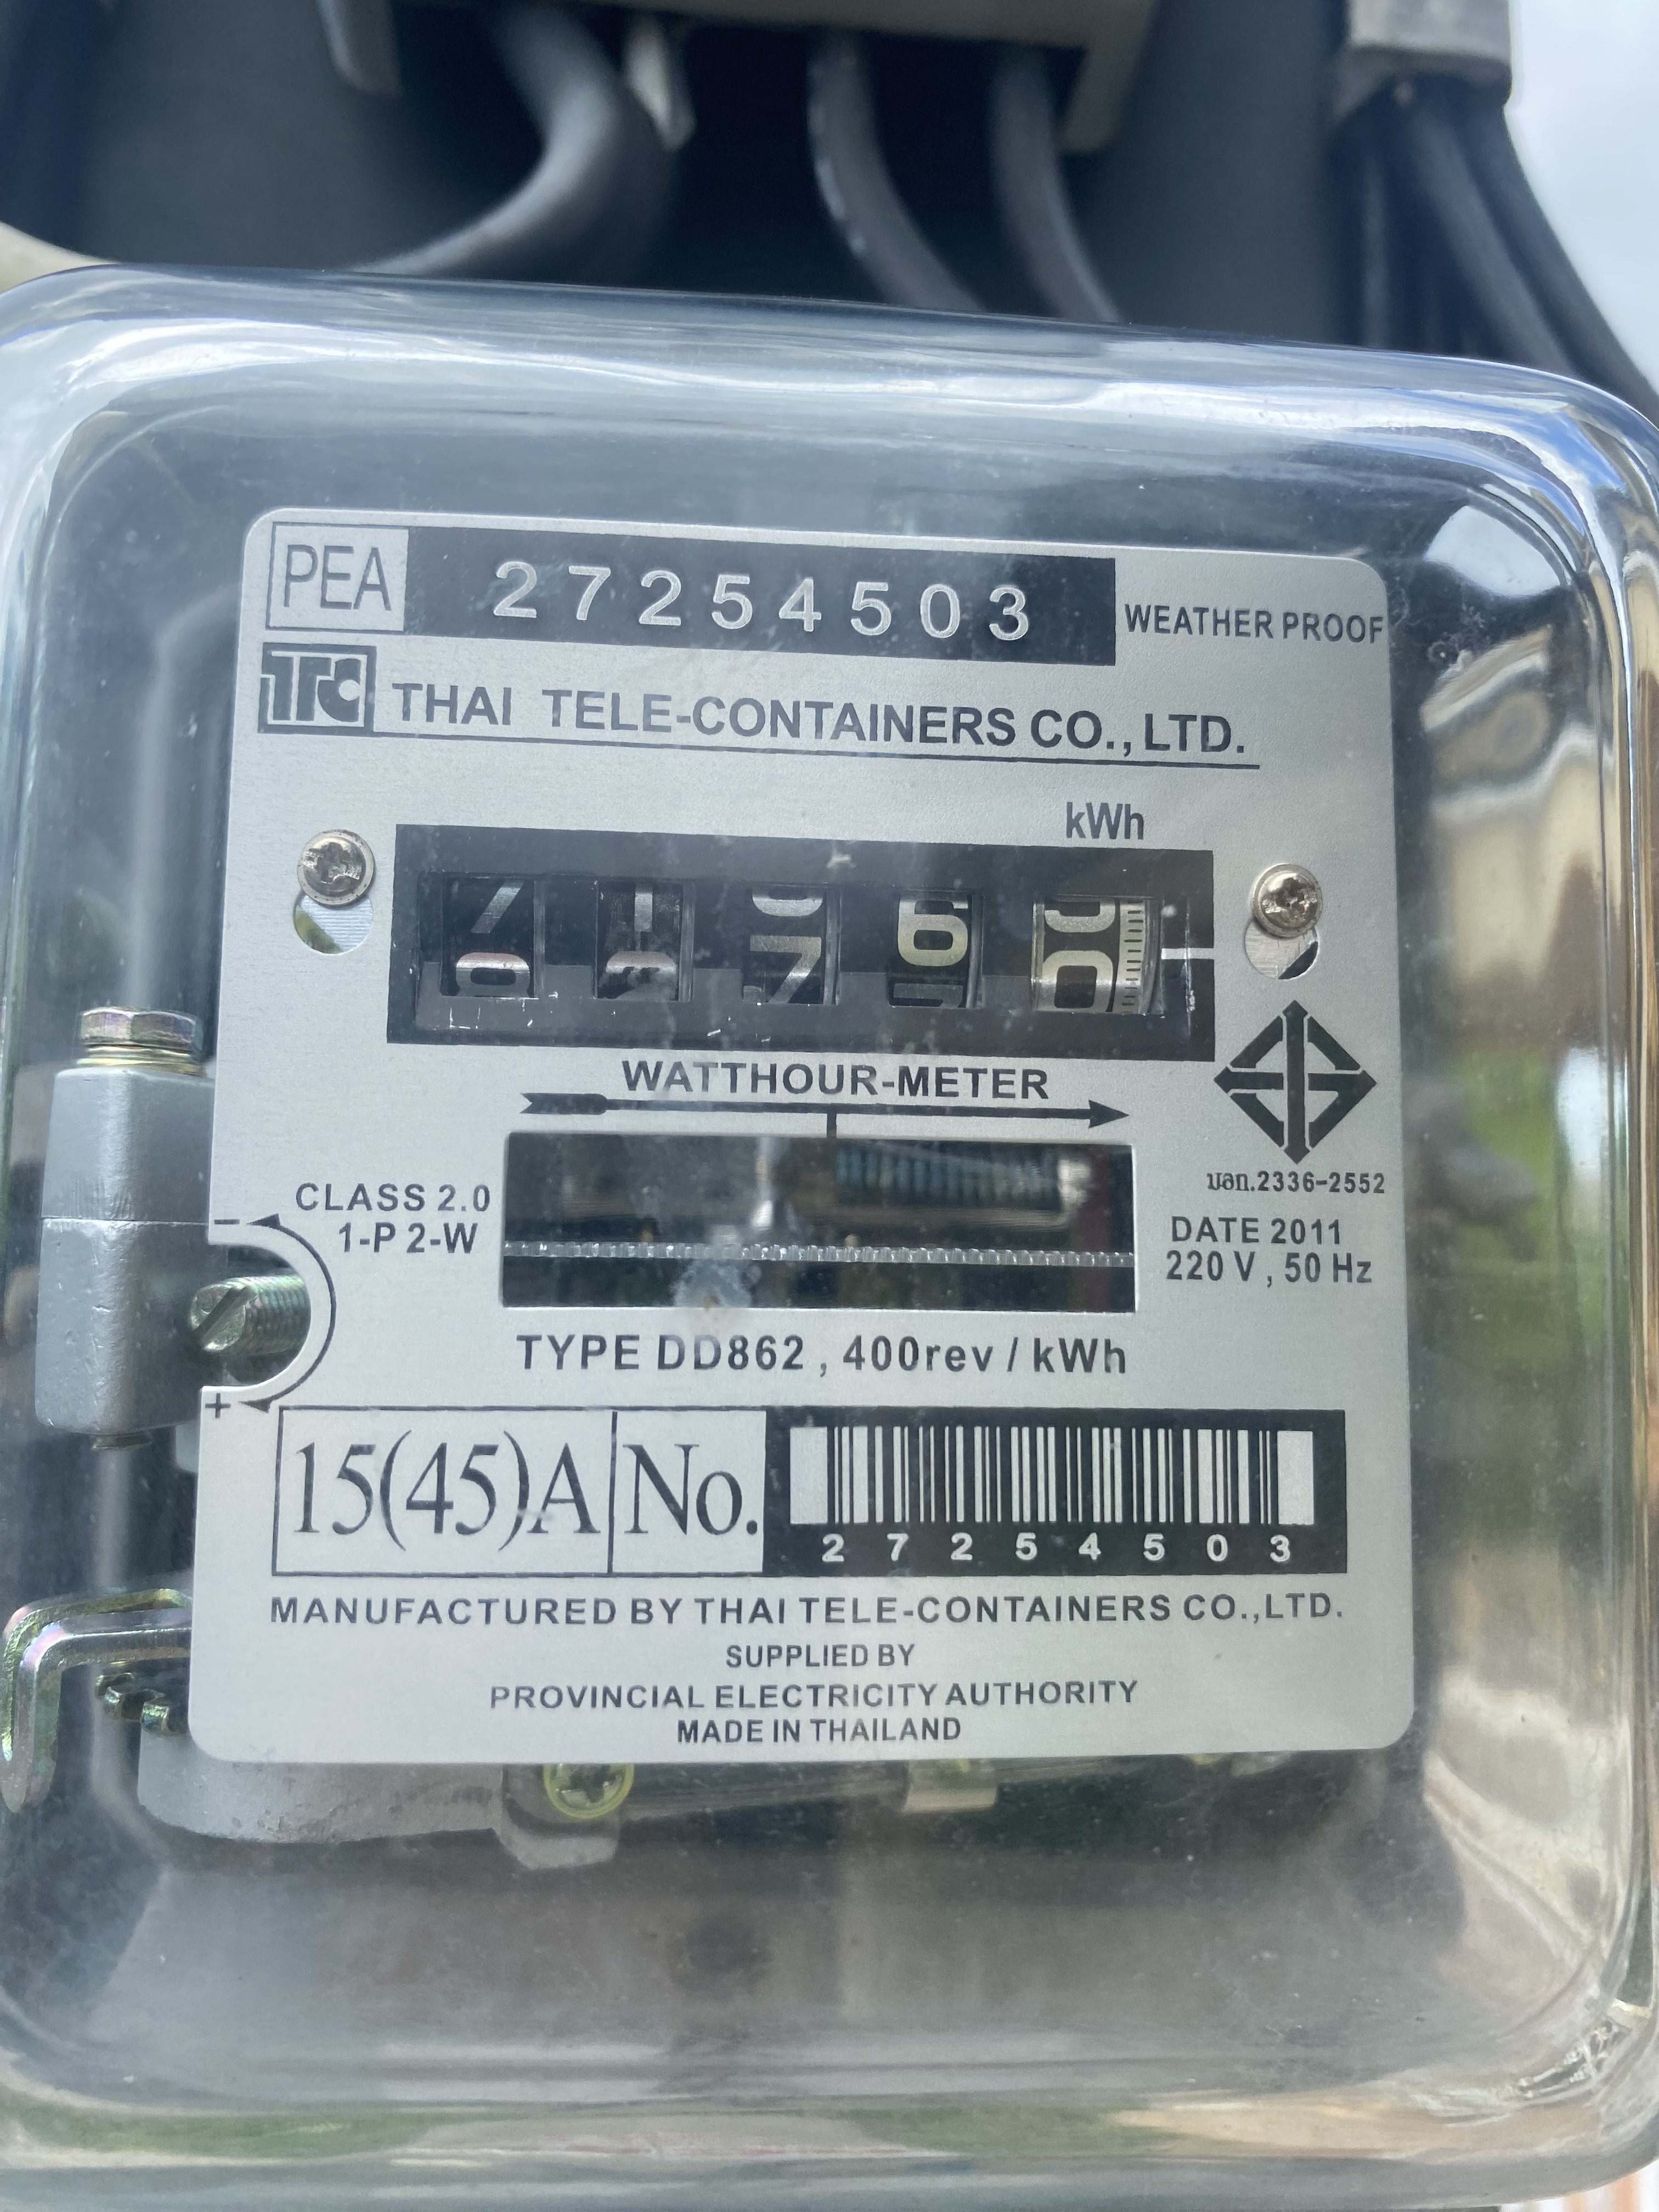 PEA 27254503 WEATHER PROOF
TTC THAI TELE-CONTAINERS CO., LTD.
kWh
6 0
WATTHOUR-METER
CLASS 2.0
1-P 2-W
มอก.2336-2552
DATE 2011
220 V , 50 Hz
−
+
TYPE DD862 , 400rev / kWh
15(45)A No.
2 7 2 5 4 5 0 3
MANUFACTURED BY THAI TELE-CONTAINERS CO.,LTD.
SUPPLIED BY
PROVINCIAL ELECTRICITY AUTHORITY
MADE IN THAILAND